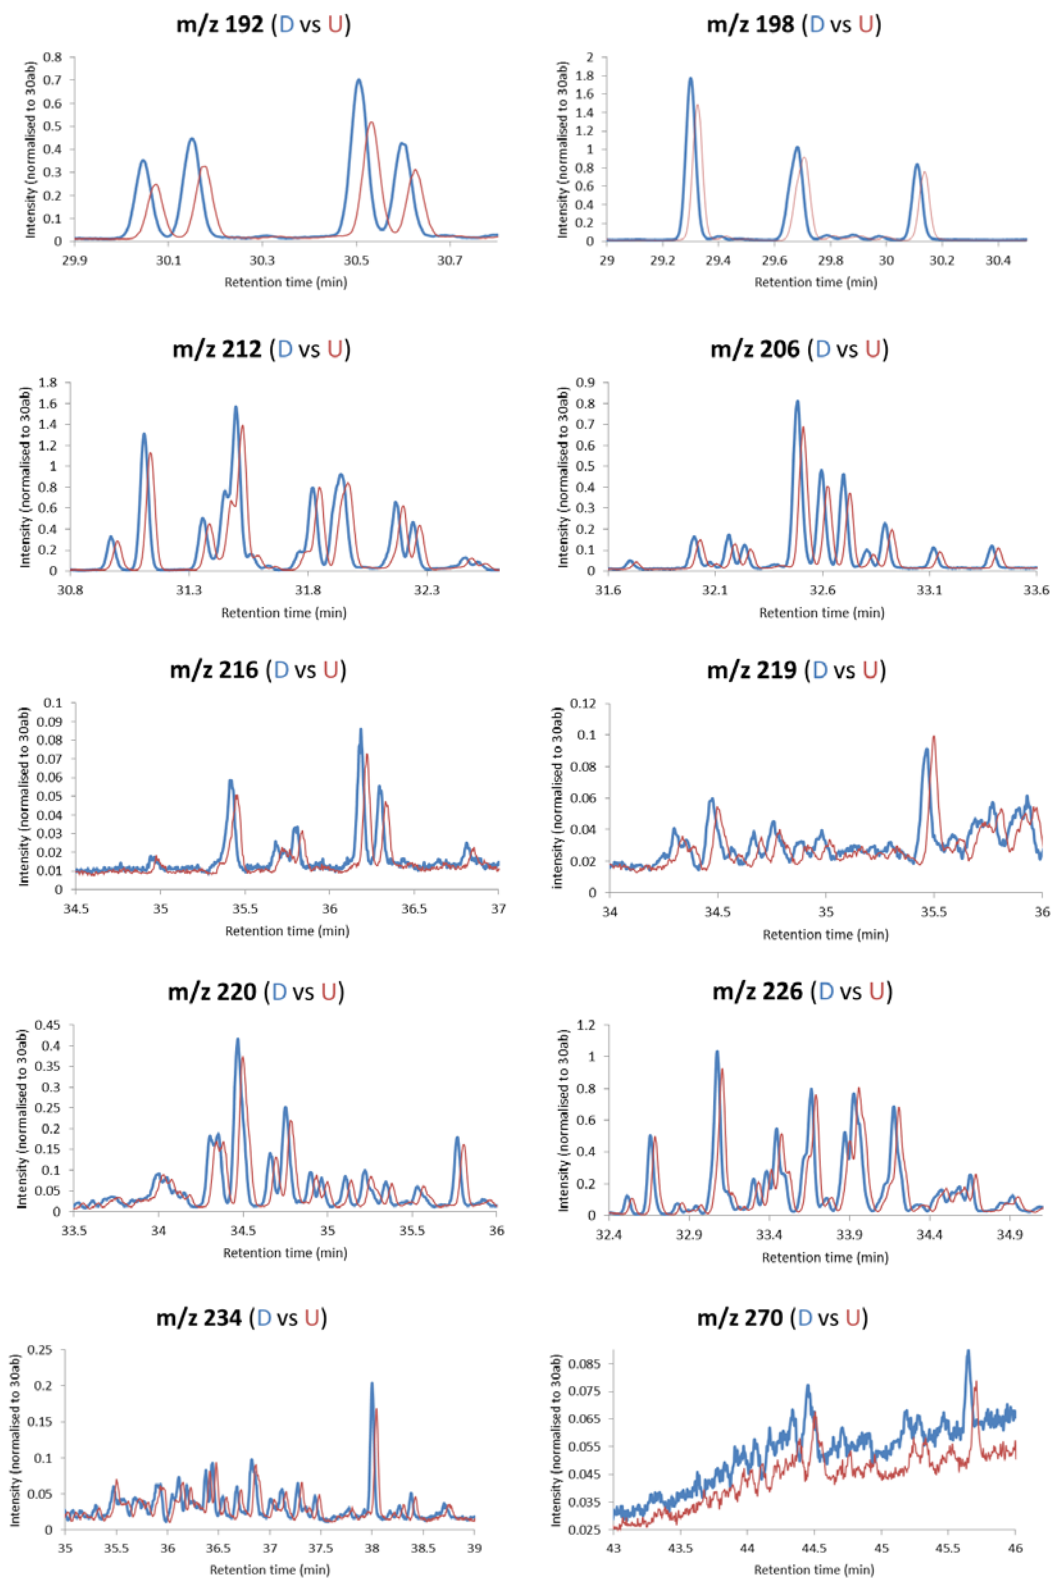 m/z 192 (D vs U)
Intensity (normalised to 30ab)
0.8
0.7
0.6
0.5
0.4
0.3
0.2
0.1
0
29.9 30.1 30.3 30.5 30.7
Retention time (min)
m/z 198 (D vs U)
Intensity (normalised to 30ab)
2
1.8
1.6
1.4
1.2
1
0.8
0.6
0.4
0.2
0
29 29.2 29.4 29.6 29.8 30 30.2 30.4
Retention time (min)
m/z 212 (D vs U)
Intensity (normalised to 30ab)
1.8
1.6
1.4
1.2
1
0.8
0.6
0.4
0.2
0
30.8 31.3 31.8 32.3
Retention time (min)
m/z 206 (D vs U)
Intensity (normalised to 30ab)
0.9
0.8
0.7
0.6
0.5
0.4
0.3
0.2
0.1
0
31.6 32.1 32.6 33.1 33.6
Retention time (min)
m/z 216 (D vs U)
Intensity (normalised to 30ab)
0.1
0.09
0.08
0.07
0.06
0.05
0.04
0.03
0.02
0.01
0
34.5 35 35.5 36 36.5 37
Retention time (min)
m/z 219 (D vs U)
intensity (normalised to 30ab)
0.12
0.1
0.08
0.06
0.04
0.02
0
34 34.5 35 35.5 36
Retention time (min)
m/z 220 (D vs U)
Intensity (normalised to 30ab)
0.45
0.4
0.35
0.3
0.25
0.2
0.15
0.1
0.05
0
33.5 34 34.5 35 35.5 36
Retention time (min)
m/z 226 (D vs U)
Intensity (normalised to 30ab)
1.2
1
0.8
0.6
0.4
0.2
0
32.4 32.9 33.4 33.9 34.4 34.9
Retention time (min)
m/z 234 (D vs U)
Intensity (normalised to 30ab)
0.25
0.2
0.15
0.1
0.05
0
35 35.5 36 36.5 37 37.5 38 38.5 39
Retention time (min)
m/z 270 (D vs U)
Intensity (normalised to 30ab)
0.085
0.075
0.065
0.055
0.045
0.035
0.025
43 43.5 44 44.5 45 45.5 46
Retention time (min)